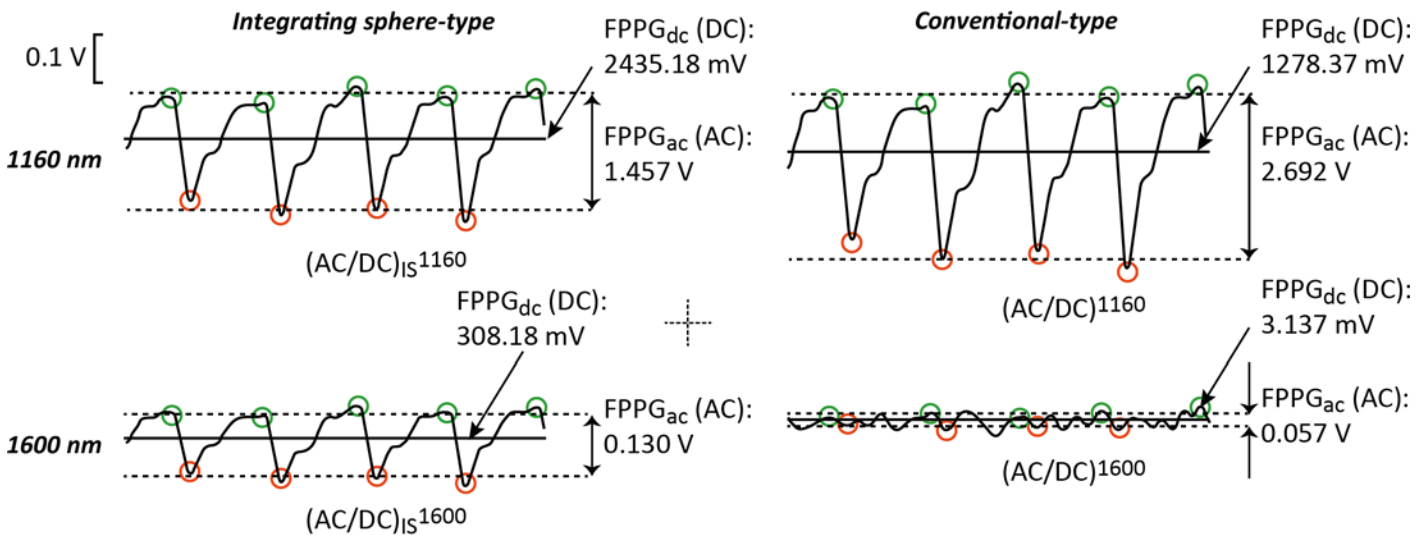 Integrating sphere-type
Conventional-type
0.1 V
FPPGdc (DC):
2435.18 mV
FPPGac (AC):
1.457 V
1160 nm
(AC/DC)IS1160
FPPGdc (DC):
1278.37 mV
FPPGac (AC):
2.692 V
(AC/DC)1160
FPPGdc (DC):
308.18 mV
FPPGac (AC):
0.130 V
1600 nm
(AC/DC)IS1600
FPPGdc (DC):
3.137 mV
FPPGac (AC):
0.057 V
(AC/DC)1600